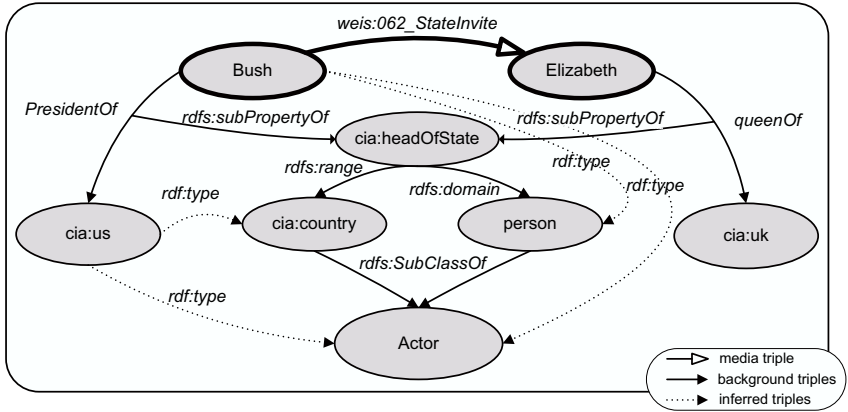 weis:062_StateInvite
Bush
Elizabeth
PresidentOf
rdfs:subPropertyOf
rdfs:subPropertyOf
queenOf
cia:headOfState
rdfs:range
rdf:type
rdf:type
rdfs:domain
rdf:type
cia:us
cia:country
person
cia:uk
rdfs:SubClassOf
rdf:type
Actor
media triple
background triples
inferred triples